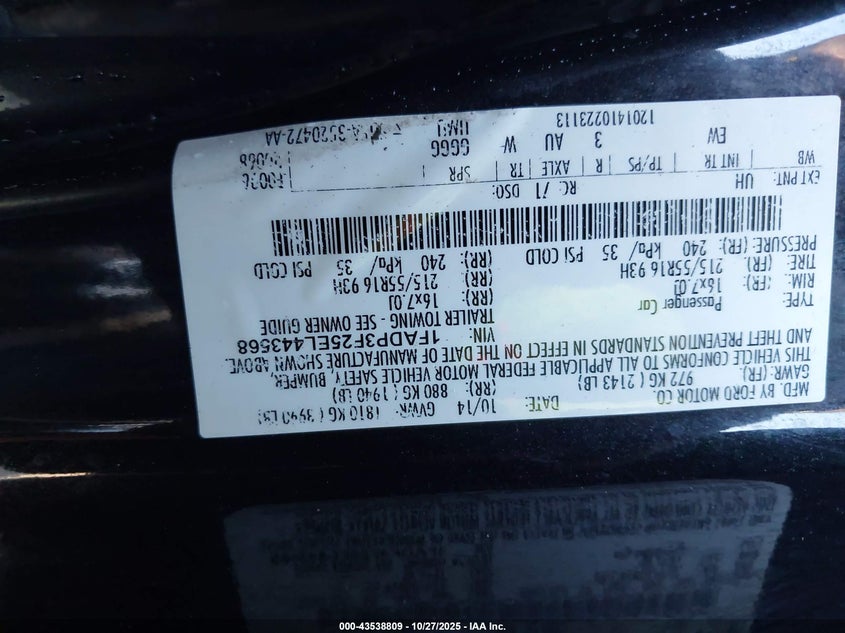 MFD. BY FORD MOTOR CO. DATE: 10/14 GVWR: 1810 KG ( 3990 LB)
GAWR: (FR): 972 KG ( 2143 LB) (RR): 880 KG ( 1940 LB)
THIS VEHICLE CONFORMS TO ALL APPLICABLE FEDERAL MOTOR VEHICLE SAFETY, BUMPER,
AND THEFT PREVENTION STANDARDS IN EFFECT ON THE DATE OF MANUFACTURE SHOWN ABOVE.
VIN: 1FADP3F25EL443568
TYPE: Passenger Car TRAILER TOWING - SEE OWNER GUIDE
RIM: (FR): 16x7.0J (RR): 16x7.0J
TIRE: (FR): 215/55R16 93H (RR): 215/55R16 93H
PRESSURE: (FR): 240 kPa/ 35 PSI COLD (RR): 240 kPa/ 35 PSI COLD
EXT PNT: UH RC: 71 DSO:
WB INT TR TP/PS R AXLE TR SPR
EW 3 AU W GGGG
1201410223113
000-43538809 | 10/27/2025 - IAA Inc.